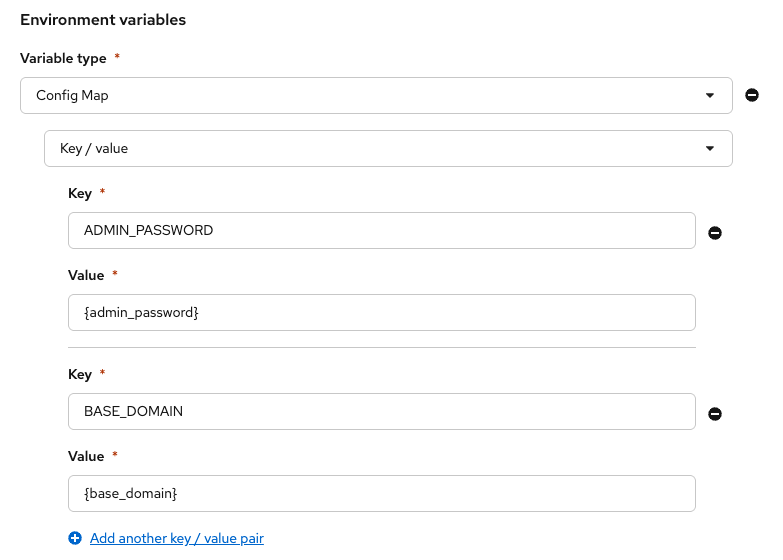 Environment variables
Variable type *
Config Map
Key / value
Key *
ADMIN_PASSWORD
Value *
{admin_password}
Key *
BASE_DOMAIN
Value *
{base_domain}
Add another key / value pair